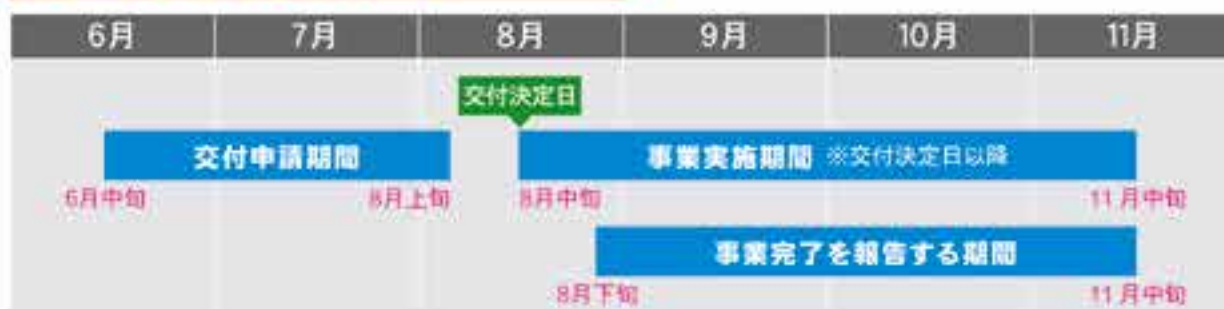 6月 7月 8月 9月 10月 11月
交付決定日
交付申請期間 事業実施期間 ※交付決定日以降
6月中旬 8月上旬 8月中旬 11月中旬
事業完了を報告する期間
8月下旬 11月中旬